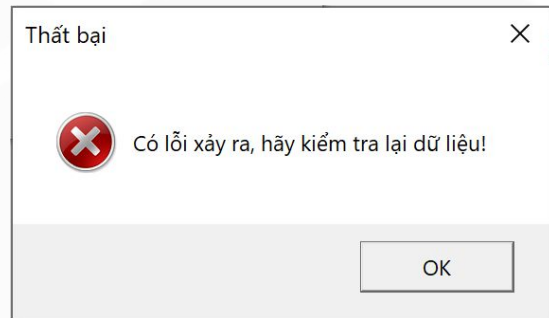 Thất bại
Có lỗi xảy ra, hãy kiểm tra lại dữ liệu!
OK